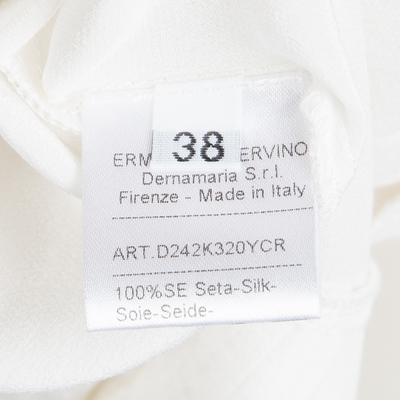 38
ERM ERVINO
Dernamaria S.r.l.
Firenze - Made in Italy
ART.D242K320YCR
100%SE Seta-Silk-
Soie-Seide-